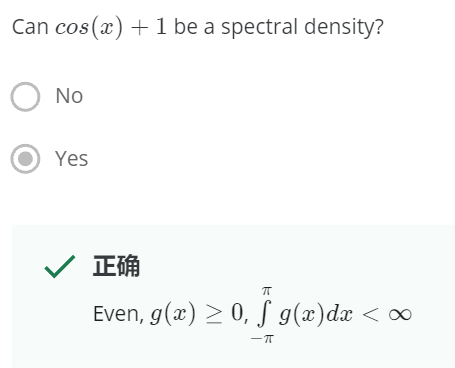 Can $cos(x) + 1$ be a spectral density?
No
Yes
正确
Even, $g(x) \geq 0, \int_{-\pi}^{\pi} g(x)dx < \infty$